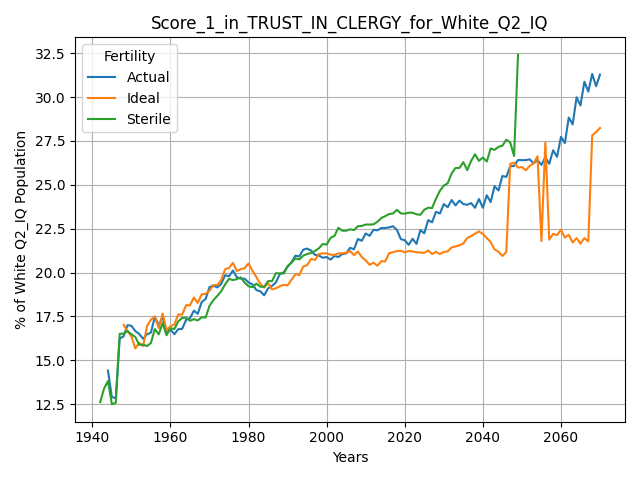 Score_1_in_TRUST_IN_CLERGY_for_White_Q2_IQ
Fertility
Actual
Ideal
Sterile
% of White Q2_IQ Population
32.5
30.0
27.5
25.0
22.5
20.0
17.5
15.0
12.5
1940 1960 1980 2000 2020 2040 2060
Years